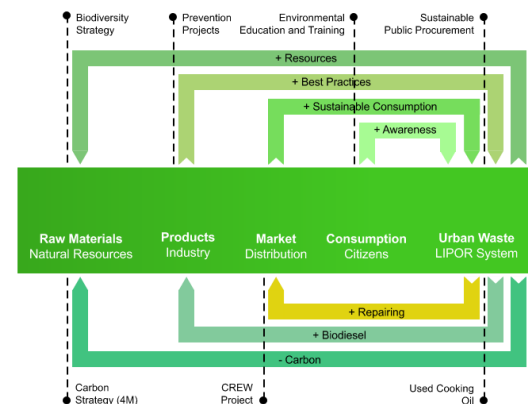 Biodiversity
Strategy
Prevention
Projects
Environmental
Education and Training
Sustainable
Public Procurement
+ Resources
+ Best Practices
+ Sustainable Consumption
+ Awareness
Raw Materials
Natural Resources
Products
Industry
Market
Distribution
Consumption
Citizens
Urban Waste
LIPOR System
+ Repairing
+ Biodiesel
- Carbon
Carbon
Strategy (4M)
CREW
Project
Used Cooking
Oil